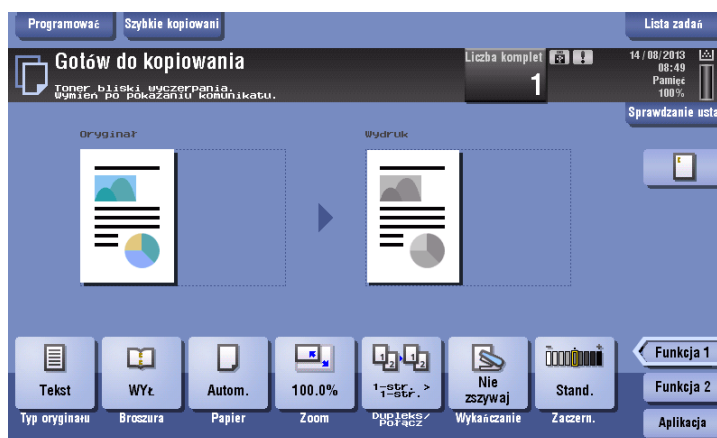 Programować
Szybkie kopiowani
Lista zadań
Gotów do kopiowania
Toner bliski wyczerpania.
Wymień po pokazaniu komunikatu.
Liczba komplet
1
14/08/2013
08:49
Pamięć
100%
Sprawdzanie usta
Oryginał
Wydruk
Tekst
WYŁ.
Autom.
100.0%
1-str. >
1-str.
Nie
zszywaj
Stand.
Typ oryginału
Broszura
Papier
Zoom
Dupleks/
Połącz
Wykańczanie
Zaczern.
Funkcja 1
Funkcja 2
Aplikacja